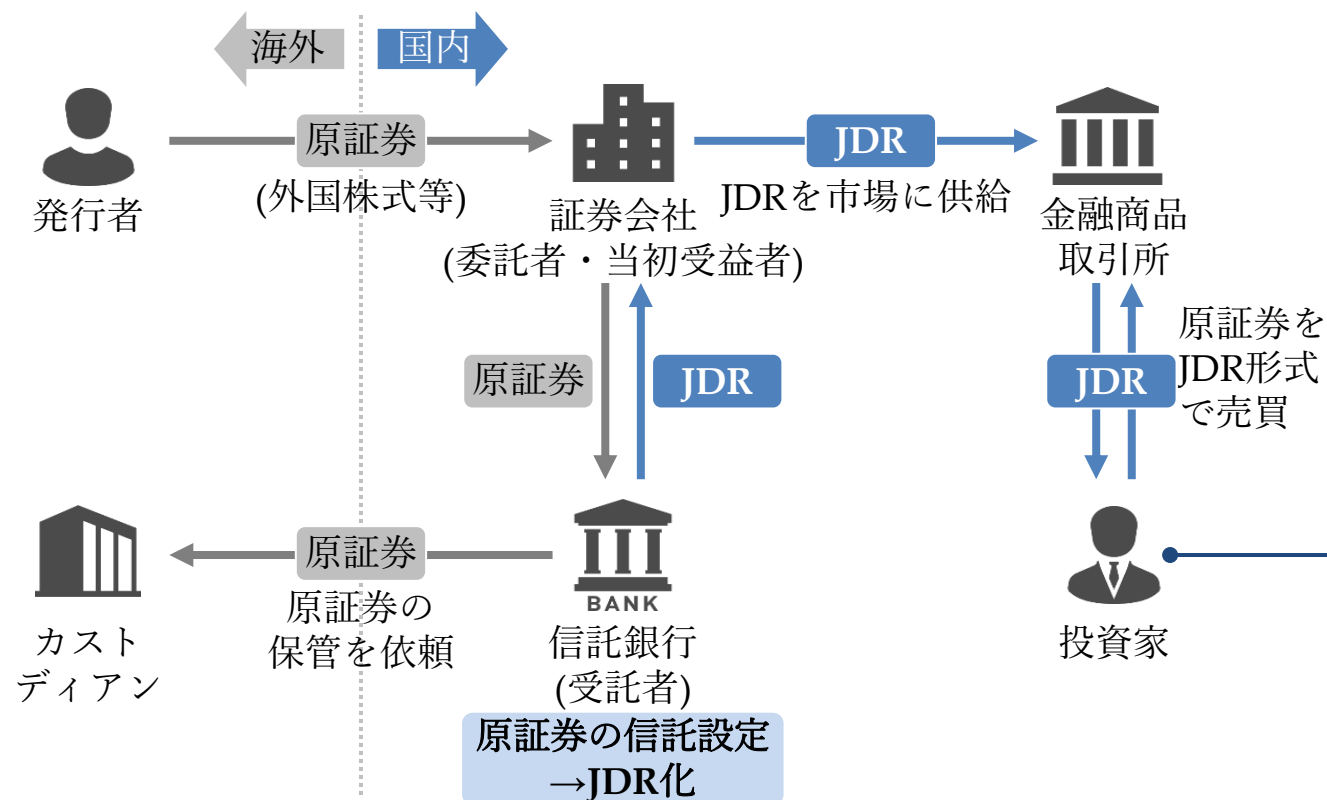 海外
国内
原証券
(外国株式等)
発行者
証券会社
(委託者・当初受益者)
JDR
JDRを市場に供給
金融商品
取引所
原証券
JDR
JDR
原証券を
JDR形式
で売買
原証券
原証券の
保管を依頼
カスト
ディアン
BANK
信託銀行
(受託者)
原証券の信託設定
→JDR化
投資家